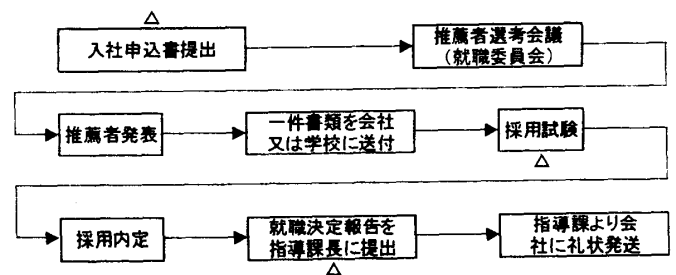 △
入社申込書提出
推薦者選考会議
(就職委員会)
推薦者発表
一件書類を会社
又は学校に送付
採用試験
△
採用内定
就職決定報告を
指導課長に提出
△
指導課より会
社に礼状発送